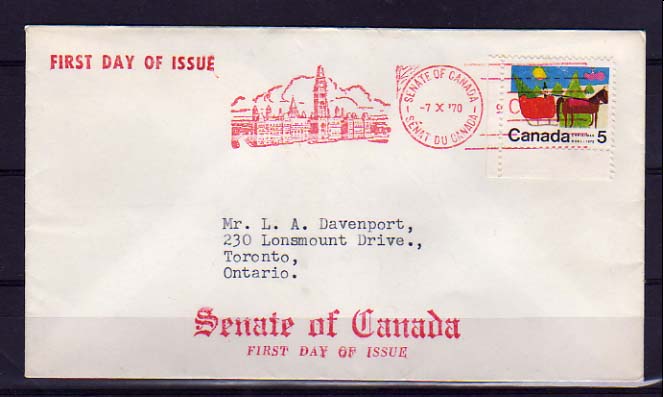 FIRST DAY OF ISSUE
SENATE OF CANADA
-7 X '70
SÉNAT DU CANADA
Canada 5
Mr. L. A. Davenport,
230 Lonsmount Drive.,
Toronto,
Ontario.
Senate of Canada
FIRST DAY OF ISSUE